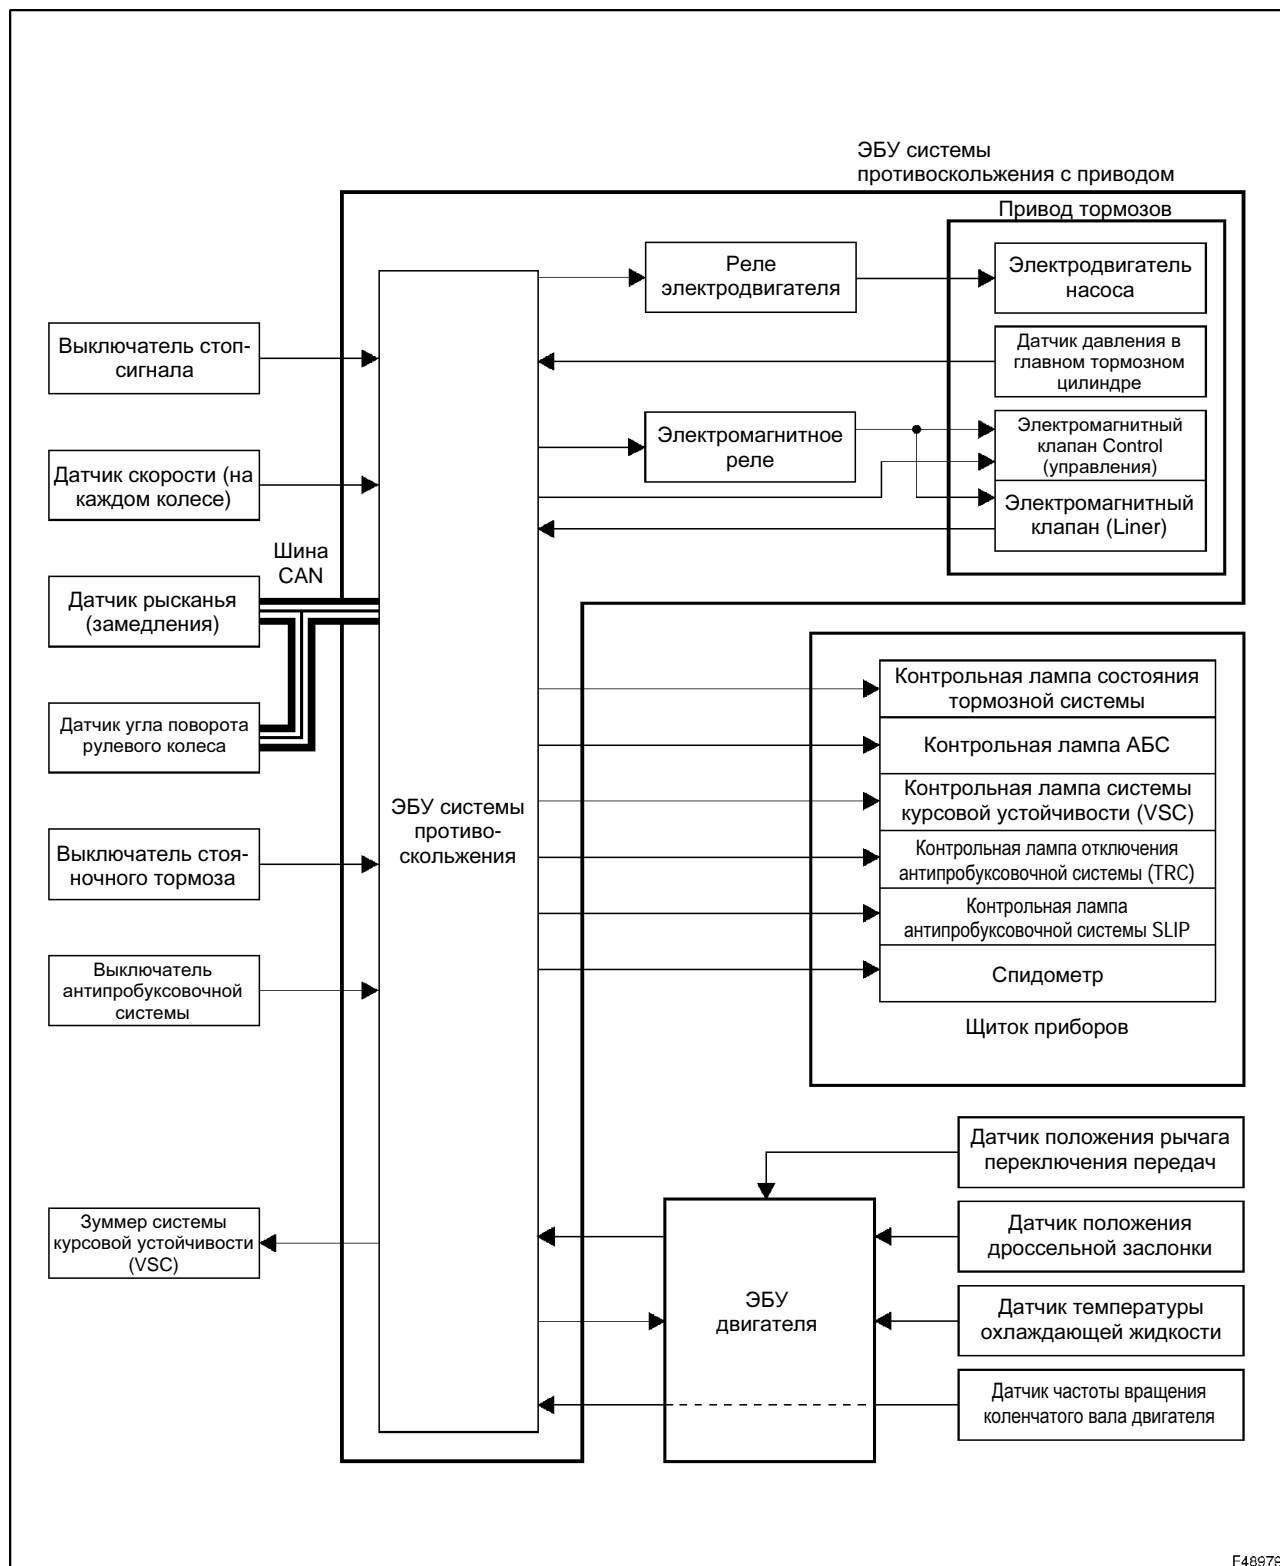 ЭБУ системы
противоскольжения с приводом
Привод тормозов
Реле
электродвигателя
Электродвигатель
насоса
Выключатель стоп-
сигнала
Датчик давления в
главном тормозном
цилиндре
Электромагнитное
реле
Электромагнитный
клапан Control
(управления)
Датчик скорости (на
каждом колесе)
Электромагнитный
клапан (Liner)
Шина
CAN
Датчик рысканья
(замедления)
Датчик угла поворота
рулевого колеса
Контрольная лампа состояния
тормозной системы
Контрольная лампа АБС
Контрольная лампа системы
курсовой устойчивости (VSC)
ЭБУ системы
противо-
скольжения
Выключатель стоя-
ночного тормоза
Контрольная лампа отключения
антипробуксовочной системы (TRC)
Контрольная лампа
антипробуксовочной системы SLIP
Выключатель
антипробуксовочной
системы
Спидометр
Щиток приборов
Датчик положения рычага
переключения передач
Зуммер системы
курсовой устойчивости
(VSC)
Датчик положения
дроссельной заслонки
ЭБУ
двигателя
Датчик температуры
охлаждающей жидкости
Датчик частоты вращения
коленчатого вала двигателя
F48979